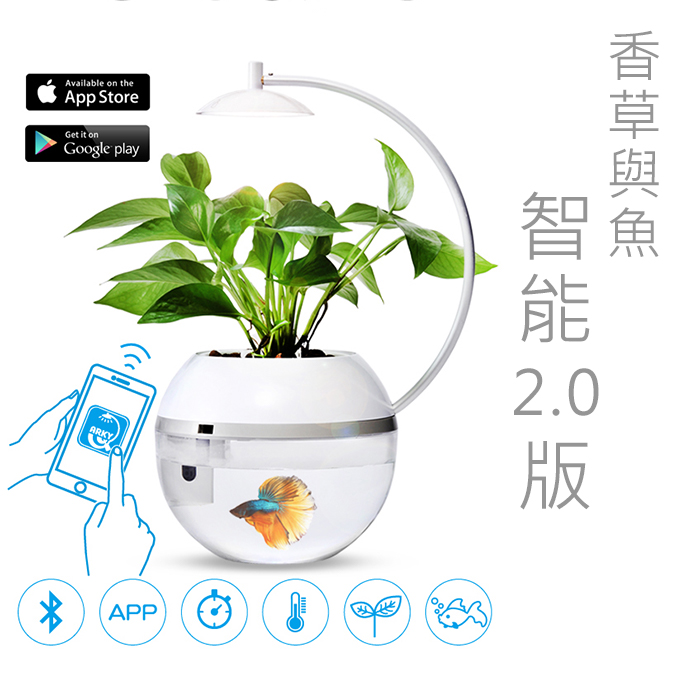 Available on the
App Store
Get it on
Google play
香草與魚
智能2.0版
ARKY
APP